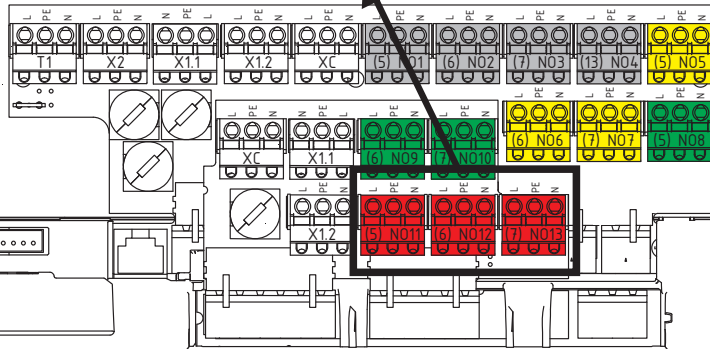 L PE N L PE N N PE L L PE N L PE N L PE N L PE N L PE N L PE N L PE N
T1 X2 X1.1 X1.2 XC (5) NO1 (6) NO2 (7) NO3 (13) NO4 (5) NO5
L PE N L PE N L PE N
(6) NO6 (7) NO7 (5) NO8
L PE N N PE L L PE N L PE N
XC X1.1 (6) NO9 (7) NO10
L PE N L PE N L PE N L PE N
X1.2 (5) NO11 (6) NO12 (7) NO13